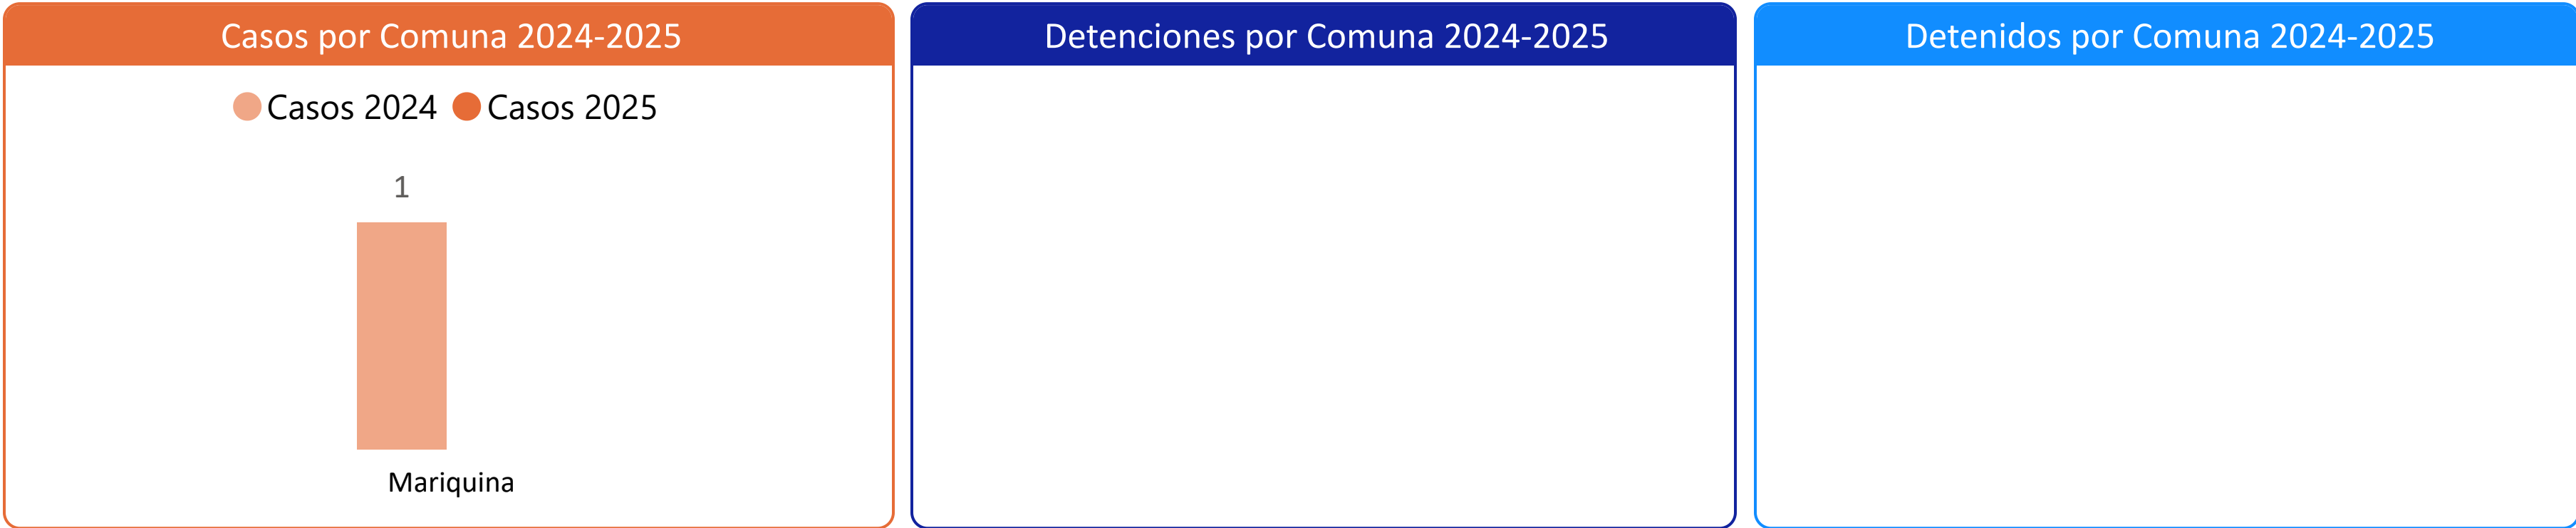 Casos por Comuna 2024-2025
Casos 2024 Casos 2025
1
Mariquina
Detenciones por Comuna 2024-2025
Detenidos por Comuna 2024-2025